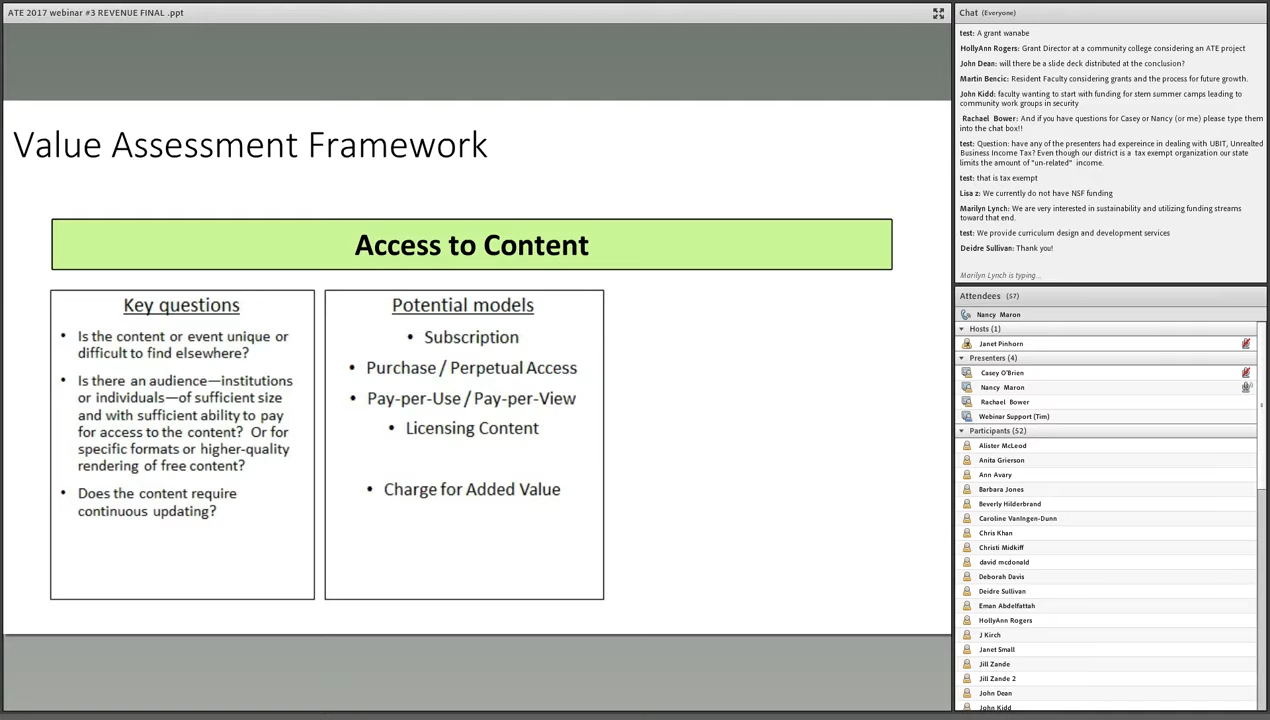 ATE 2017 webinar #3 REVENUE FINAL .ppt
Value Assessment Framework
Access to Content
Key questions
• Is the content or event unique or
difficult to find elsewhere?
• Is there an audience—institutions
or individuals—of sufficient size
and with sufficient ability to pay
for access to the content? Or for
specific formats or higher-quality
rendering of free content?
• Does the content require
continuous updating?
Potential models
• Subscription
• Purchase / Perpetual Access
• Pay-per-Use / Pay-per-View
• Licensing Content
• Charge for Added Value
Chat (Everyone)
test: A grant wanabe
HollyAnn Rogers: Grant Director at a community college considering an ATE project
John Dean: will there be a slide deck distributed at the conclusion?
Martin Bencic: Resident Faculty considering grants and the process for future growth.
John Kidd: faculty wanting to start with funding for stem summer camps leading to
community work groups in security
Rachael Bower: And if you have questions for Casey or Nancy (or me) please type them
into the chat box!!
test: Question: have any of the presenters had expereince in dealing with UBIT, Unrealted
Business Income Tax? Even though our district is a tax exempt organization our state
limits the amount of "un-related" income.
test: that is tax exempt
Lisa z: We currently do not have NSF funding
Marilyn Lynch: We are very interested in sustainability and utilizing funding streams
toward that end.
test: We provide curriculum design and development services
Deidre Sullivan: Thank you!
Marilyn Lynch is typing...
Attendees (57)
Nancy Maron
Hosts (1)
Janet Pinhorn
Presenters (4)
Casey O'Brien
Nancy Maron
Rachael Bower
Webinar Support (Tim)
Participants (52)
Alister McLeod
Anita Grierson
Ann Avary
Barbara Jones
Beverly Hilderbrand
Caroline VanIngen-Dunn
Chris Khan
Christi Midkiff
david mcdonald
Deborah Davis
Deidre Sullivan
Eman Abdelfattah
HollyAnn Rogers
J Kirch
Janet Small
Jill Zande
Jill Zande 2
John Dean
John Kidd